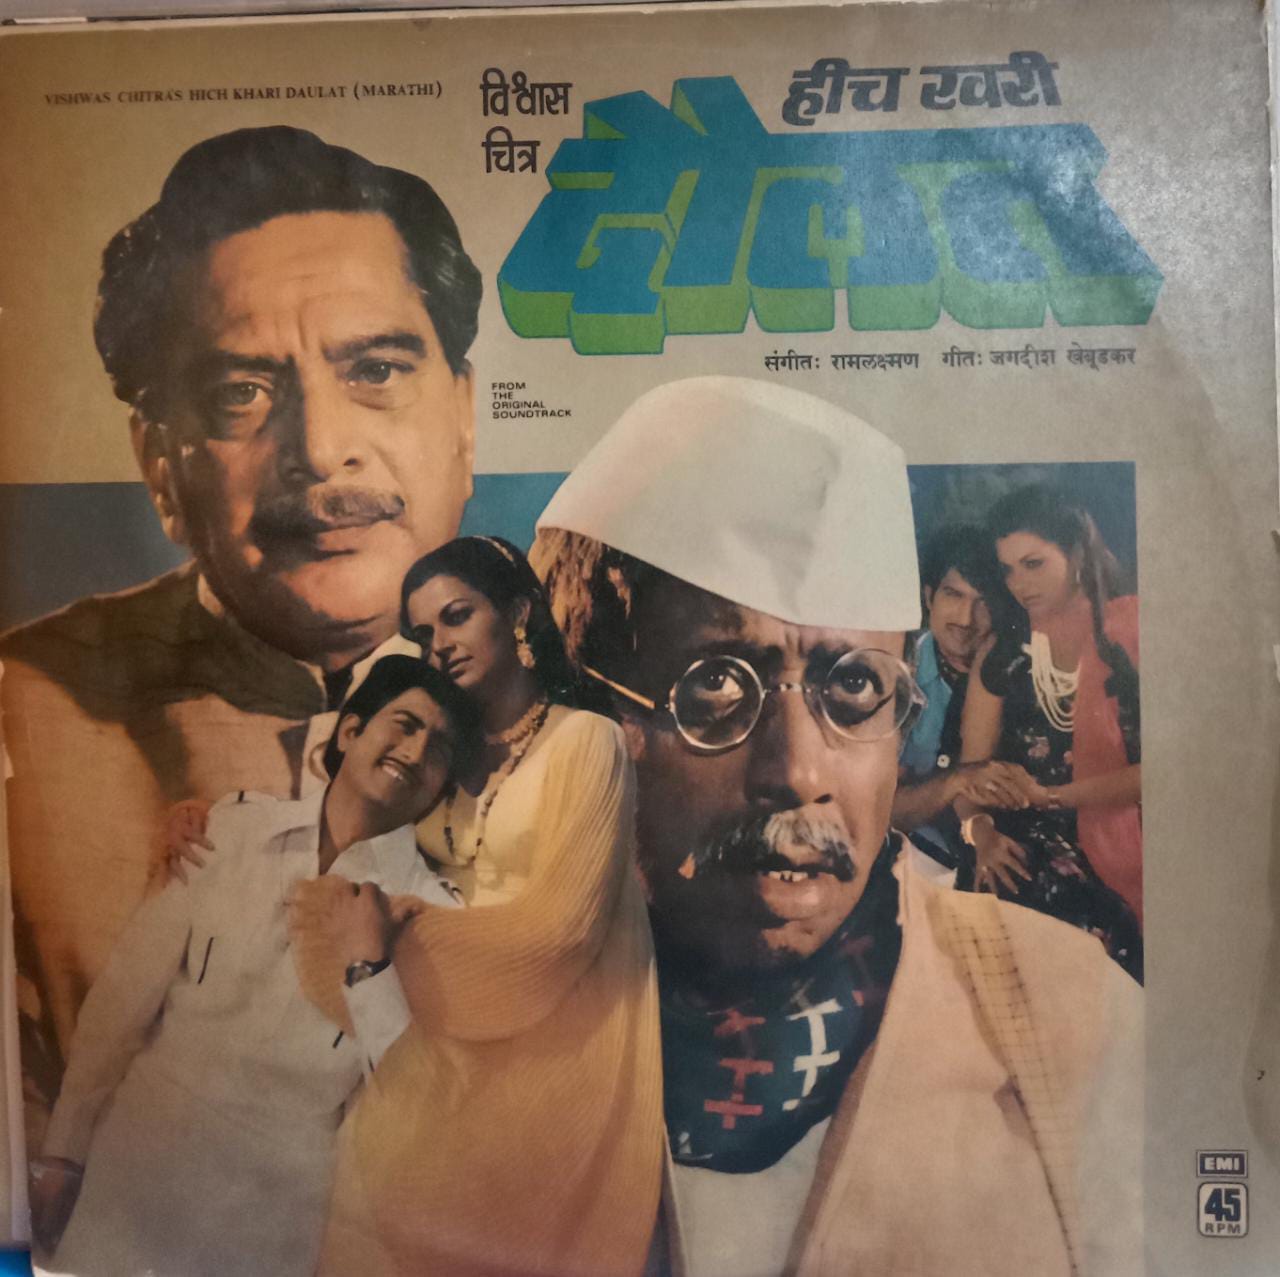 VISHWAS CHITRA'S HICH KHARI DAULAT (MARATHI)
विश्वास
चित्र
हीच खरी
दौलत
संगीतः रामलक्ष्मण गीतः जगदीश खेबूडकर
FROM
THE
ORIGINAL
SOUNDTRACK
EMI
45
RPM